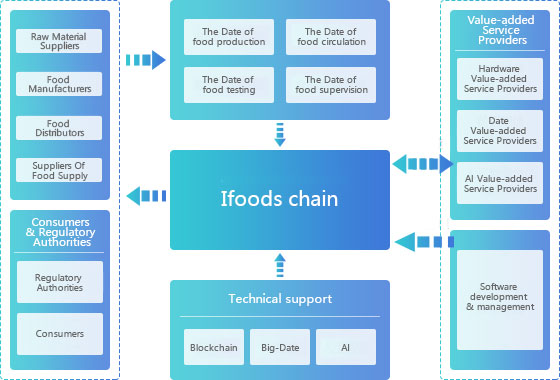 Raw Material
Suppliers
Food
Manufacturers
Food
Distributors
Suppliers Of
Food Supply
Consumers
& Regulatory
Authorities
Regulatory
Authorities
Consumers
The Date of
food production
The Date of
food circulation
The Date of
food testing
The Date of
food supervision
Ifoods chain
Technical support
Blockchain
Big-Date
AI
Value-added
Service
Providers
Hardware
Value-added
Service Providers
Date
Value-added
Service Providers
AI Value-added
Service Providers
Software
development
& management